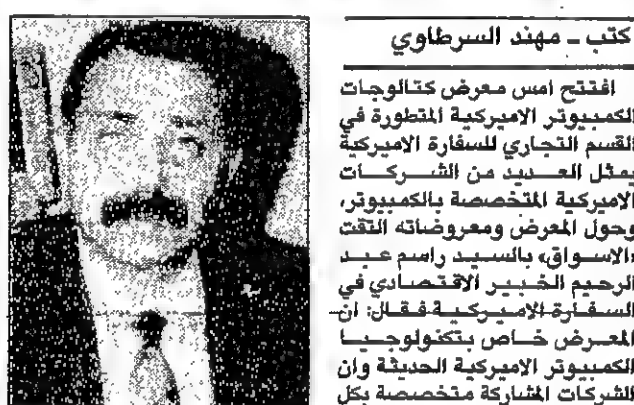 كتب ـ مهند السرطاوي
افتتح امس معرض كتالوجات
الكمبيوتر الاميركية المتطورة في
القسم التجاري للسفارة الاميركية
يمثل العديد من الشركات
الاميركية المتخصصة بالكمبيوتر،
وحول المعرض ومعروضاته التقت
«الاسواق» بالسيد راسم عبد
الرحيم الخبير الاقتصادي في
السفارة الاميركية فقال: ان
المعرض خاص بتكنولوجيا
الكمبيوتر الاميركية الحديثة وان
الشركات المشاركة متخصصة بكل